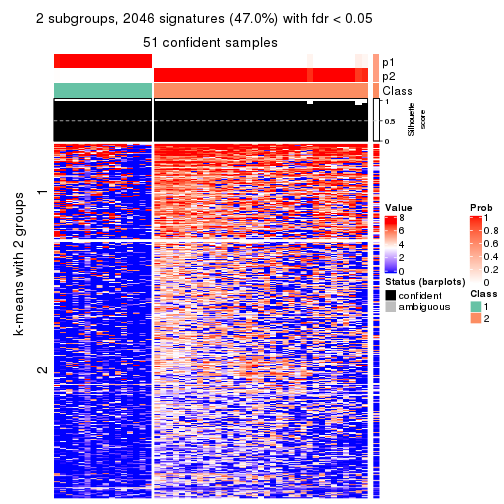 2 subgroups, 2046 signatures (47.0%) with fdr < 0.05
51 confident samples
p1
p2
Class
1
0.5
0
Silhouette
score
k-means with 2 groups
1
2
Value
8
6
4
2
0
Status (barplots)
confident
ambiguous
Prob
1
0.8
0.6
0.4
0.2
0
Class
1
2